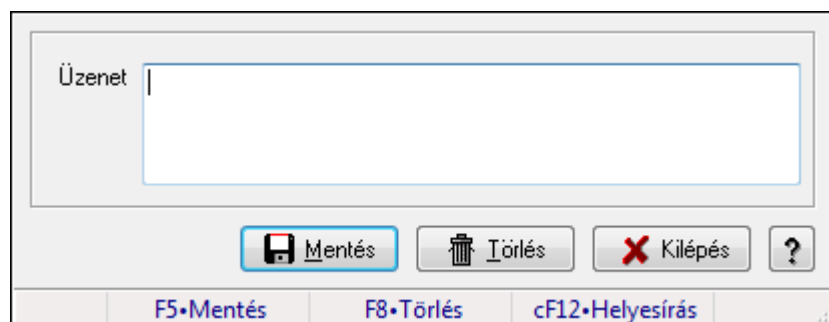 Üzenet
Mentés Törlés Kilépés ?
F5•Mentés F8•Törlés cF12•Helyesírás